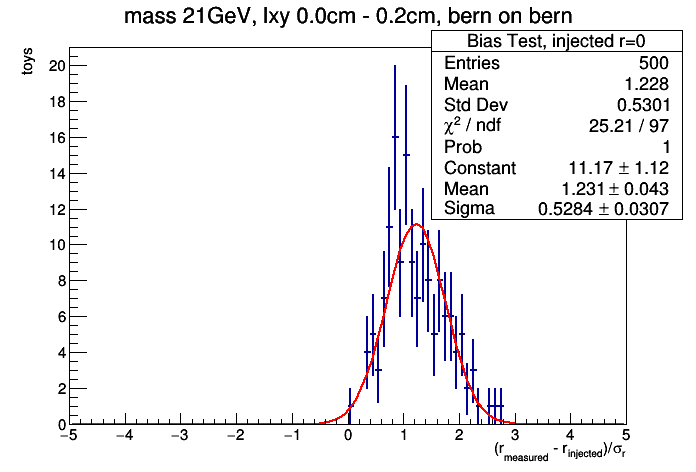 mass 21GeV, lxy 0.0cm - 0.2cm, bern on bern
Bias Test, injected r=0
Entries 500
Mean 1.228
Std Dev 0.5301
χ² / ndf 25.21 / 97
Prob 1
Constant 11.17 ± 1.12
Mean 1.231 ± 0.043
Sigma 0.5284 ± 0.0307
toys
20
18
16
14
12
10
8
6
4
2
0
−5 −4 −3 −2 −1 0 1 2 3 4 5
(r_measured - r_injected)/σ_r